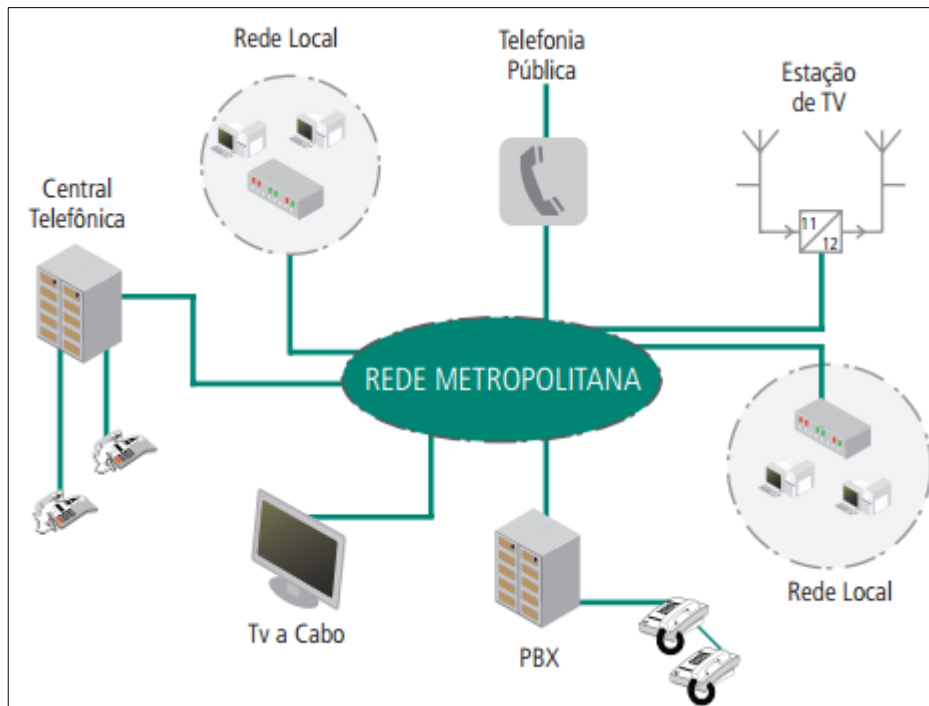 Rede Local
Telefonia
Pública
Estação
de TV
Central
Telefônica
11
12
REDE METROPOLITANA
Tv a Cabo
PBX
Rede Local